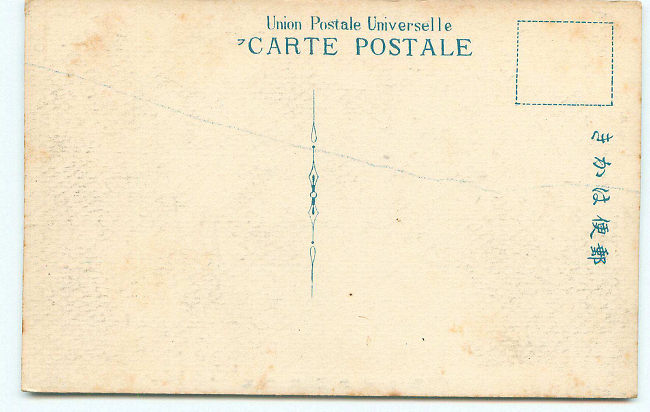 Union Postale Universelle
CARTE POSTALE
郵便はかき